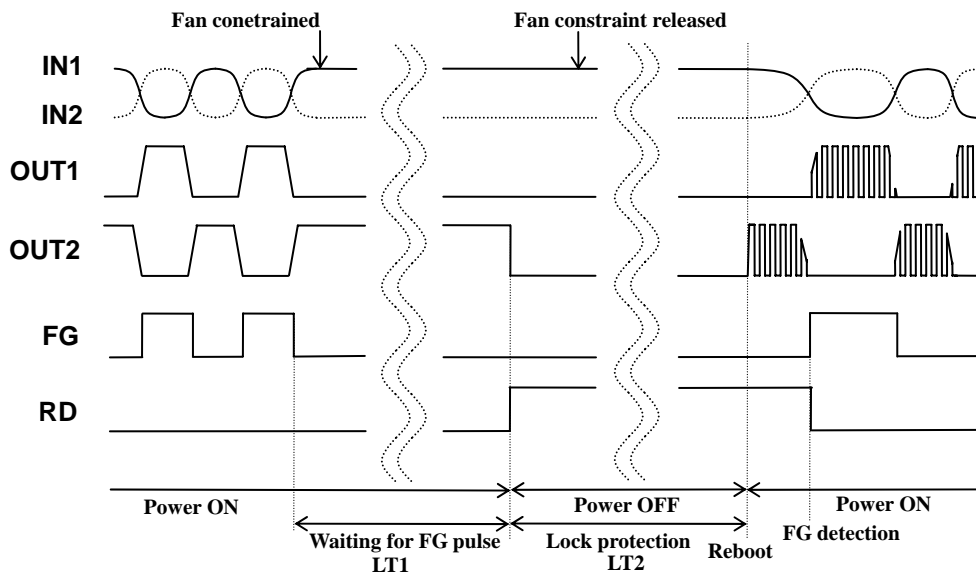 Fan conetrained
Fan constraint released
IN1
IN2
OUT1
OUT2
FG
RD
Power ON
Power OFF
Power ON
Waiting for FG pulse
LT1
Lock protection
LT2
Reboot
FG detection